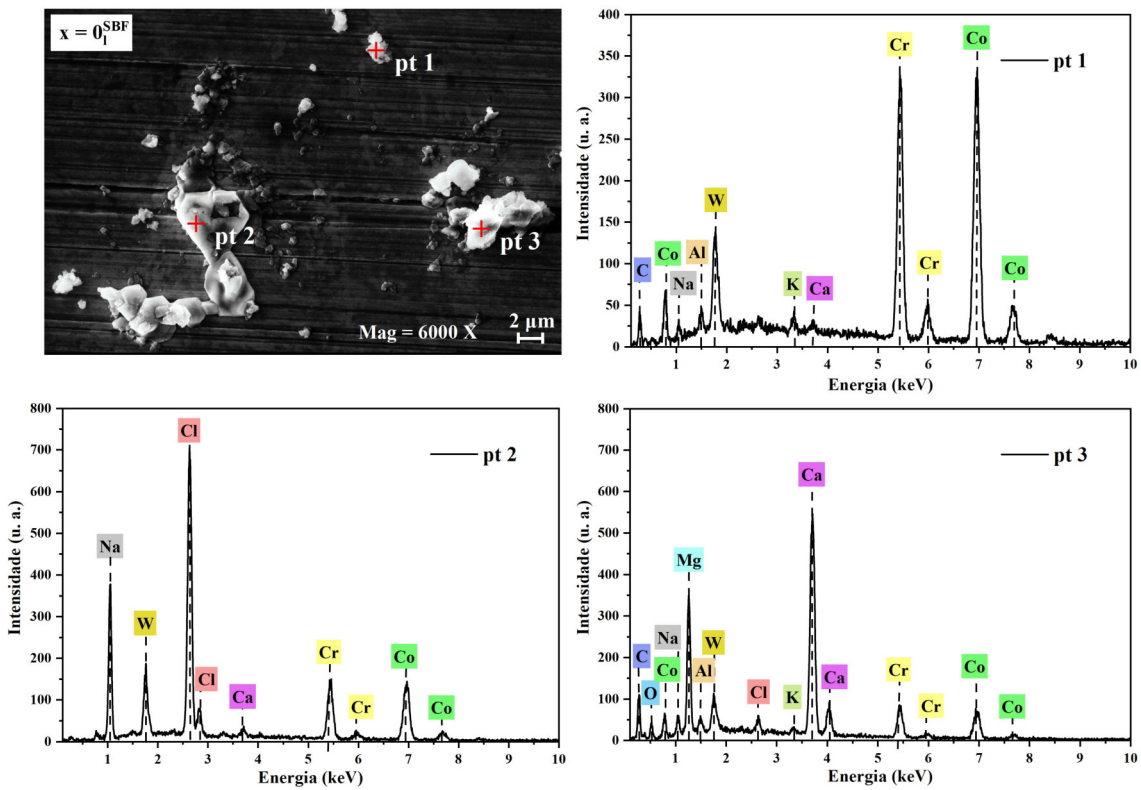 x = 0ₗ^SBF
pt 1
pt 2
pt 3
Mag = 6000 X
2 µm
400
350
300
250
200
150
100
50
0
Intensidade (u. a.)
pt 1
C
Co
Na
Al
W
K
Ca
Cr
Cr
Co
Co
1 2 3 4 5 6 7 8 9 10
Energia (keV)
800
700
600
500
400
300
200
100
0
Intensidade (u. a.)
pt 2
Na
W
Cl
Cl
Ca
Cr
Cr
Co
Co
1 2 3 4 5 6 7 8 9 10
Energia (keV)
800
700
600
500
400
300
200
100
0
Intensidade (u. a.)
pt 3
C
O
Co
Na
Mg
Al
W
Cl
K
Ca
Ca
Cr
Cr
Co
Co
1 2 3 4 5 6 7 8 9 10
Energia (keV)